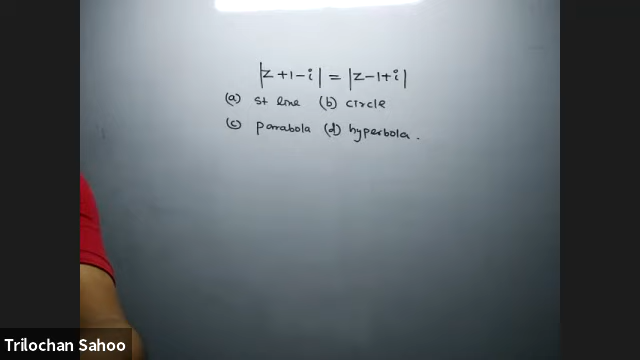 |z+1-i| = |z-1+i|
(a) st line (b) circle
(c) parabola (d) hyperbola.
Trilochan Sahoo